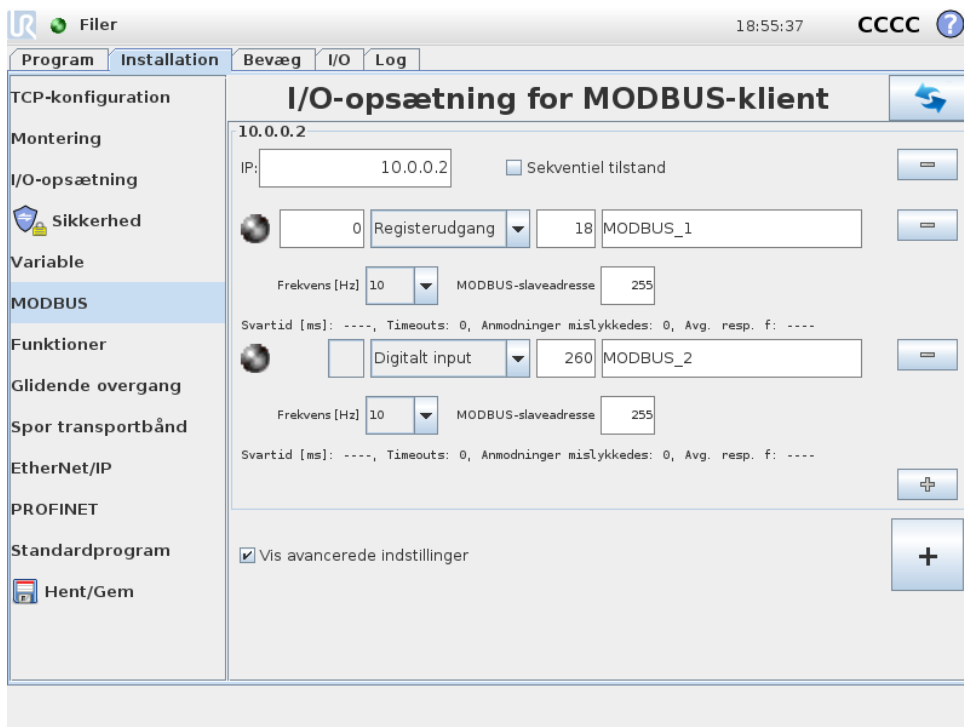 UR Filer 18:55:37 CCCC ?
Program Installation Bevæg I/O Log
TCP-konfiguration
Montering
I/O-opsætning
Sikkerhed
Variable
MODBUS
Funktioner
Glidende overgang
Spor transportbånd
EtherNet/IP
PROFINET
Standardprogram
Hent/Gem
I/O-opsætning for MODBUS-klient
10.0.0.2
IP: 10.0.0.2 Sekventiel tilstand
0 Registerudgang 18 MODBUS_1
Frekvens [Hz] 10 MODBUS-slaveadresse 255
Svartid [ms]: ----, Timeouts: 0, Anmodninger mislykkedes: 0, Avg. resp. f: ----
Digitalt input 260 MODBUS_2
Frekvens [Hz] 10 MODBUS-slaveadresse 255
Svartid [ms]: ----, Timeouts: 0, Anmodninger mislykkedes: 0, Avg. resp. f: ----
Vis avancerede indstillinger